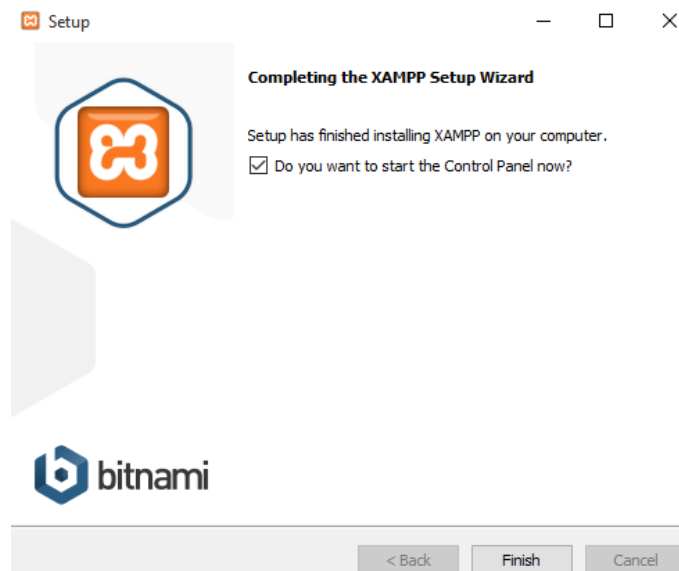 Setup
Completing the XAMPP Setup Wizard
Setup has finished installing XAMPP on your computer.
Do you want to start the Control Panel now?
bitnami
< Back
Finish
Cancel